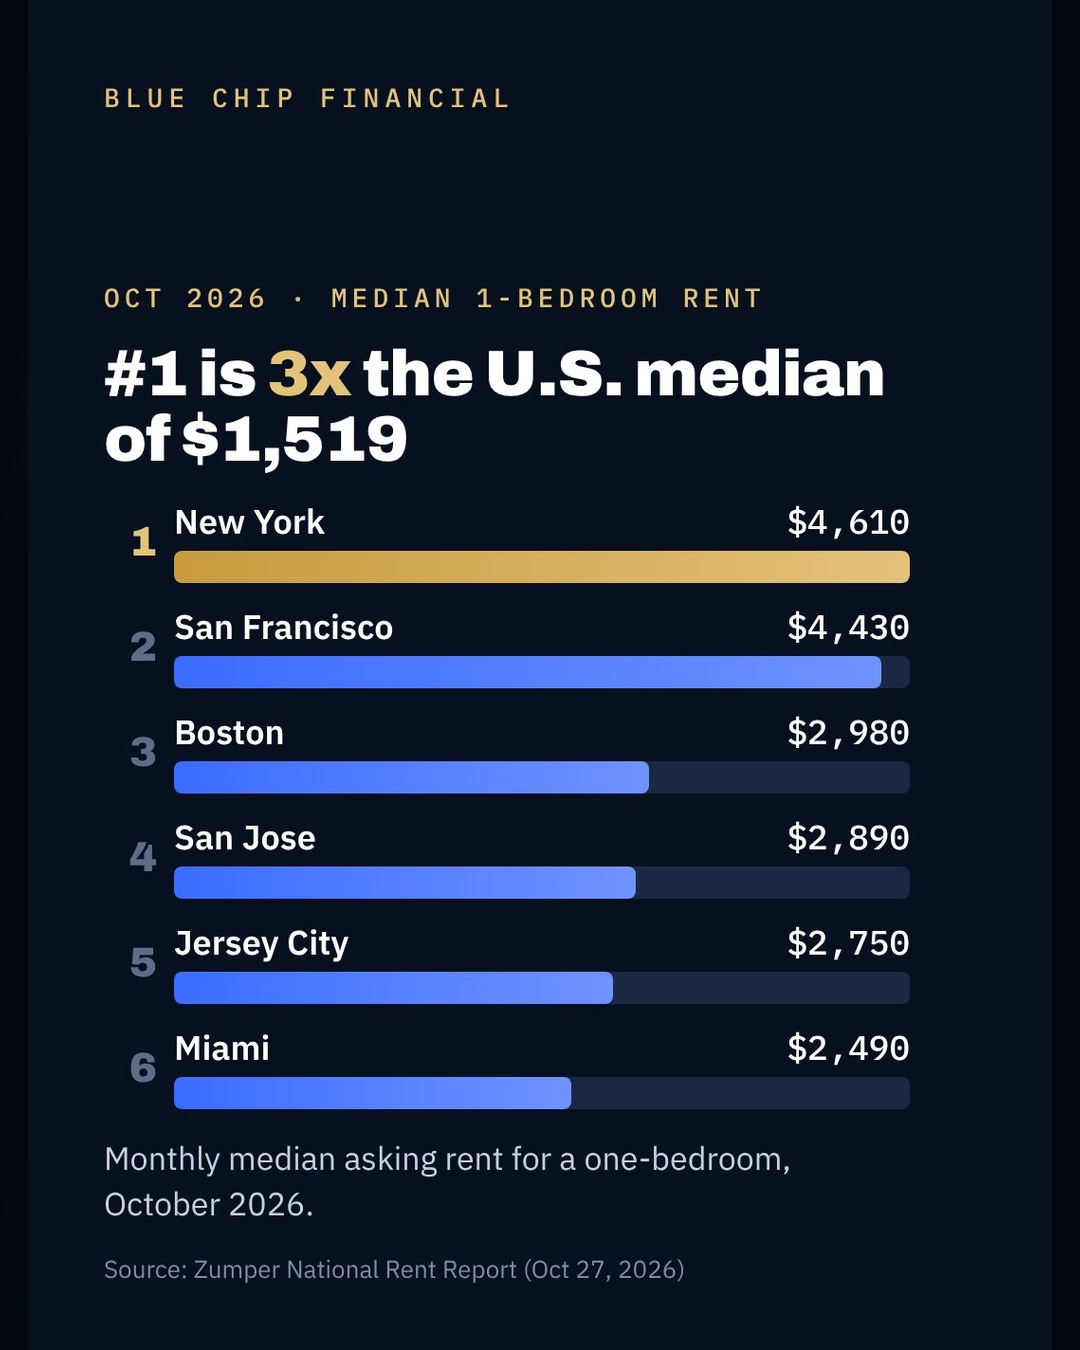 BLUE CHIP FINANCIAL
OCT 2026 · MEDIAN 1-BEDROOM RENT
#1 is 3x the U.S. median
of $1,519
1 New York $4,610
2 San Francisco $4,430
3 Boston $2,980
4 San Jose $2,890
5 Jersey City $2,750
6 Miami $2,490
Monthly median asking rent for a one-bedroom,
October 2026.
Source: Zumper National Rent Report (Oct 27, 2026)